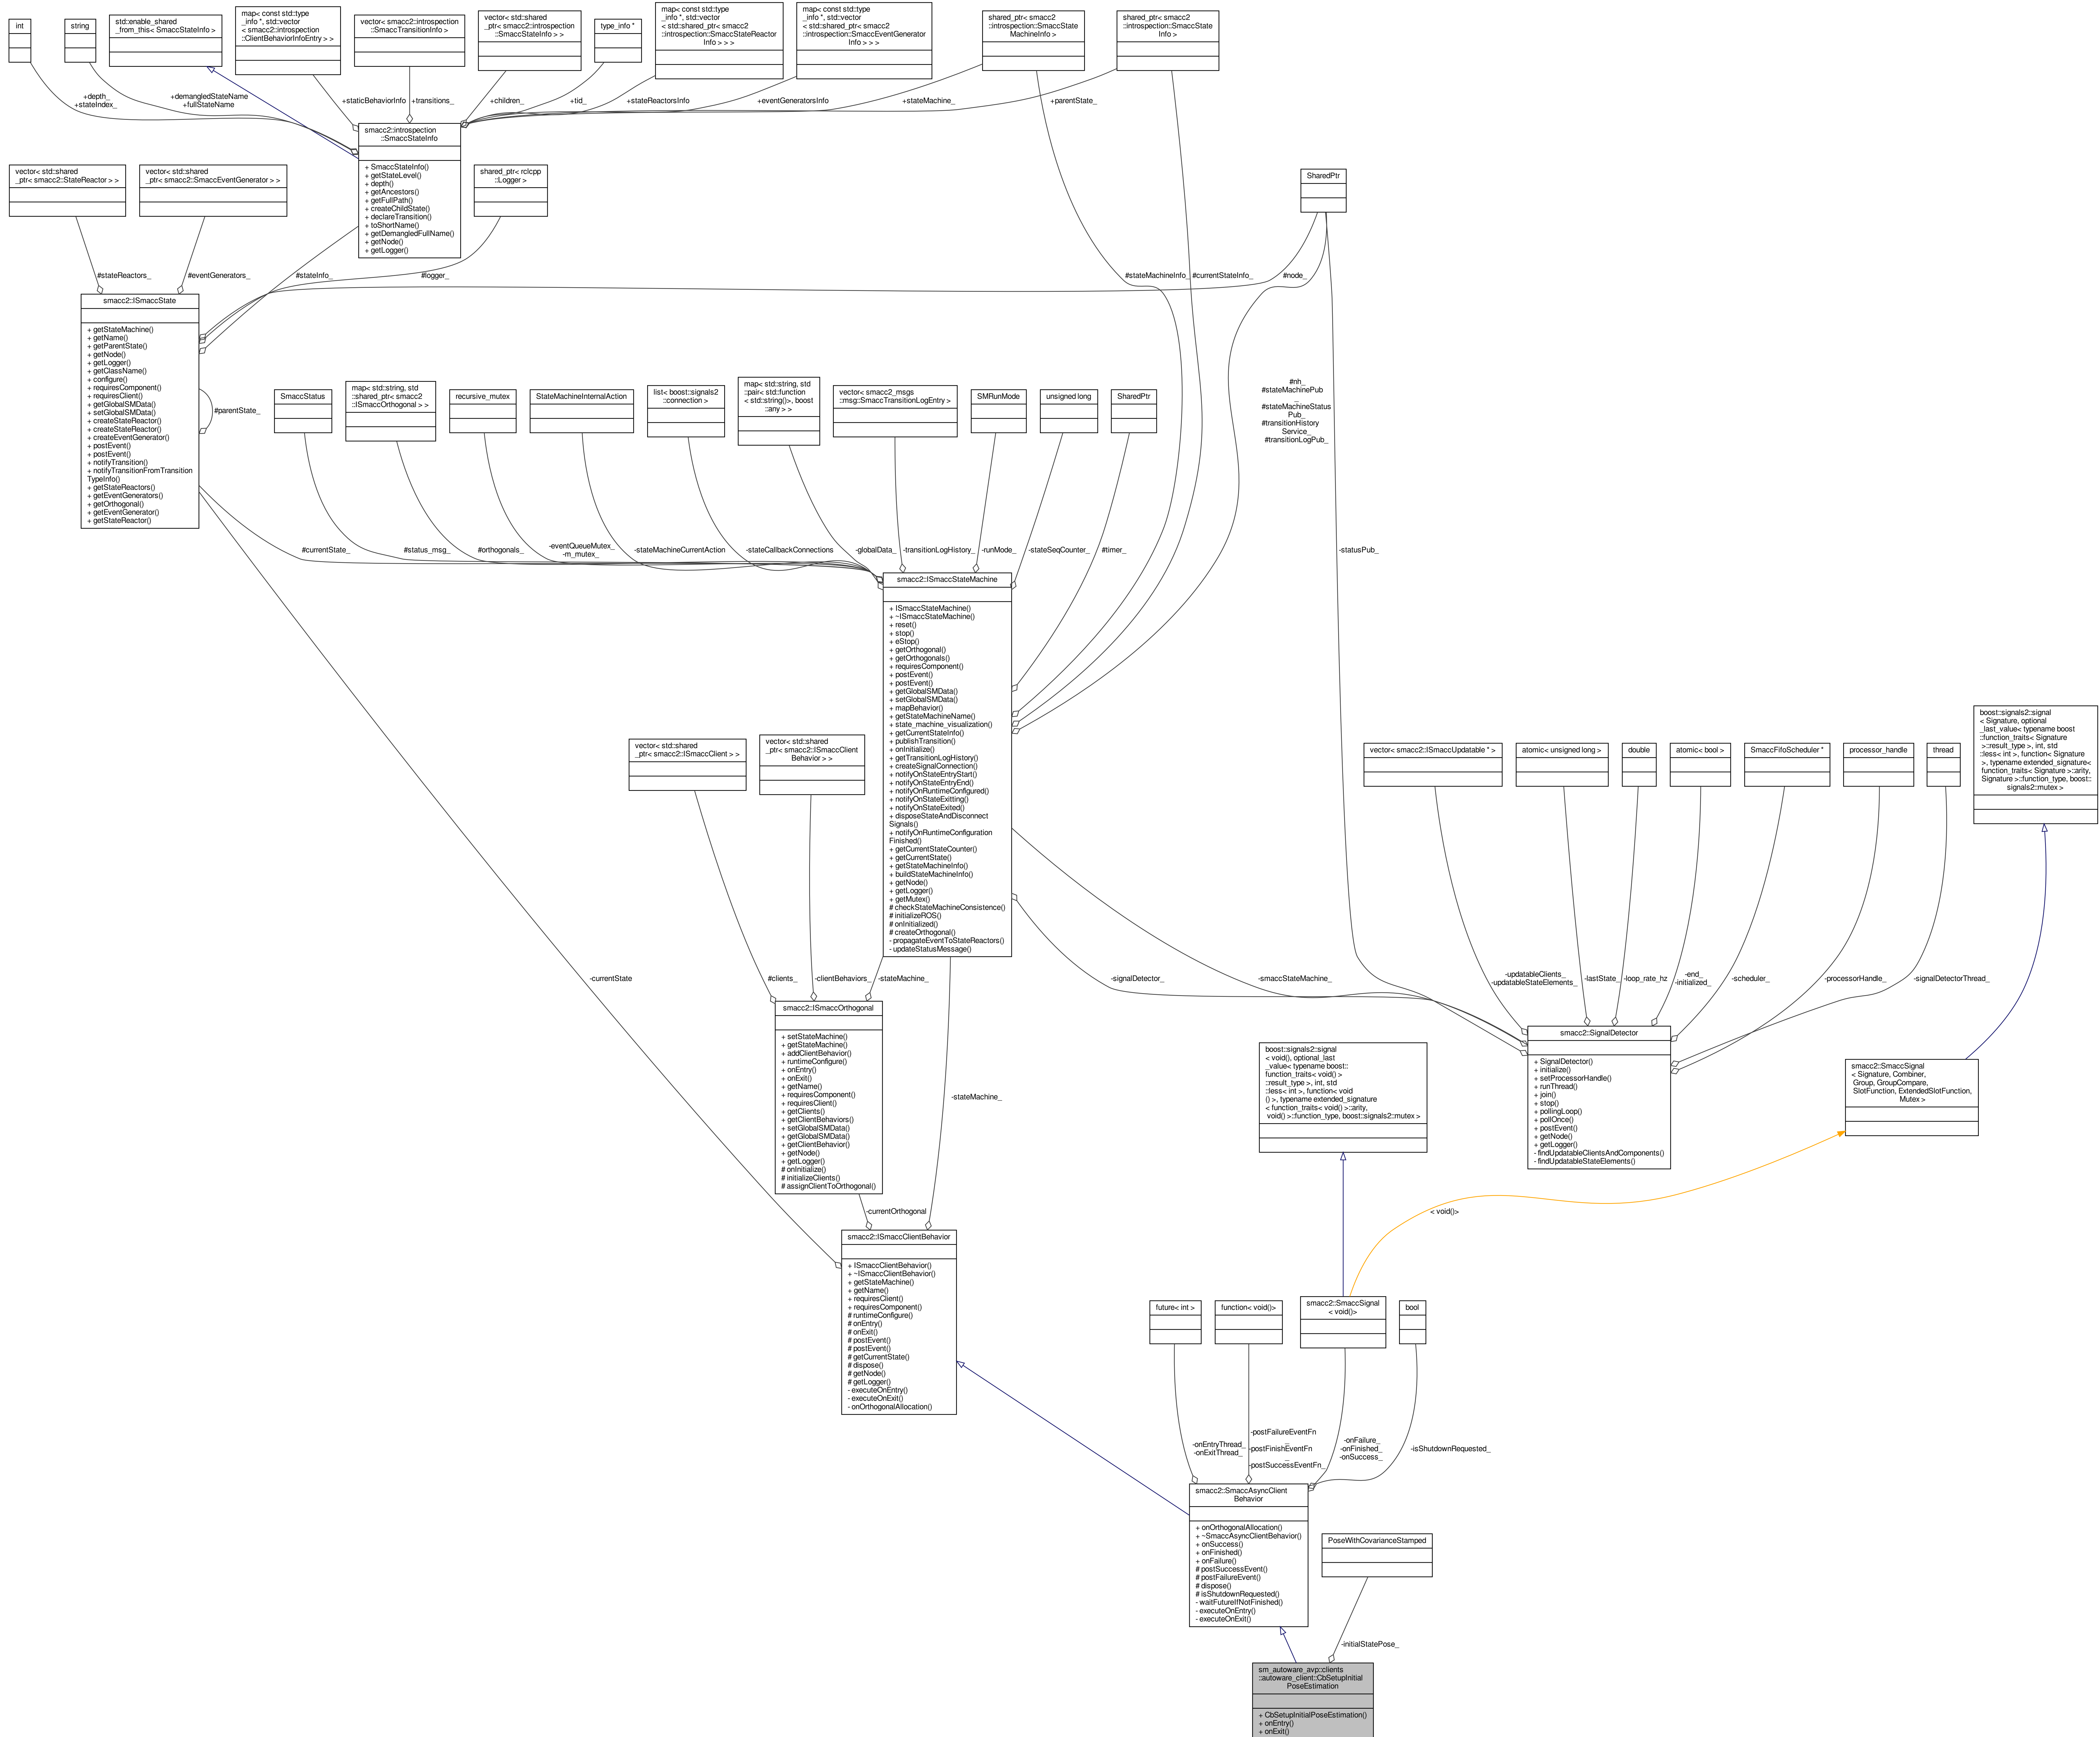 int
string
std::enable_shared
_from_this< SmaccStateInfo >
map< const std::type
_info *, std::vector
< smacc2::introspection
::ClientBehaviorInfoEntry > >
vector< smacc2::introspection
::SmaccTransitionInfo >
vector< std::shared
_ptr< smacc2::introspection
::SmaccStateInfo > >
type_info *
map< const std::type
_info *, std::vector
< std::shared_ptr< smacc2
::introspection::SmaccStateReactor
Info > > >
map< const std::type
_info *, std::vector
< std::shared_ptr< smacc2
::introspection::SmaccEventGenerator
Info > > >
shared_ptr< smacc2
::introspection::SmaccState
MachineInfo >
shared_ptr< smacc2
::introspection::SmaccState
Info >
+depth_
+stateIndex_
+demangledStateName
+fullStateName
+staticBehaviorInfo
+transitions_
+children_
+tid_
+stateReactorsInfo
+eventGeneratorsInfo
+stateMachine_
+parentState_
smacc2::introspection
::SmaccStateInfo
+ SmaccStateInfo()
+ getStateLevel()
+ depth()
+ getAncestors()
+ getFullPath()
+ createChildState()
+ declareTransition()
+ toShortName()
+ getDemangledFullName()
+ getNode()
+ getLogger()
vector< std::shared
_ptr< smacc2::StateReactor > >
vector< std::shared
_ptr< smacc2::SmaccEventGenerator > >
shared_ptr< rclcpp
::Logger >
SharedPtr
#stateReactors_
#eventGenerators_
#stateInfo_
#logger_
#stateMachineInfo_
#currentStateInfo_
#node_
smacc2::ISmaccState
+ getStateMachine()
+ getName()
+ getParentState()
+ getNode()
+ getLogger()
+ getClassName()
+ configure()
+ requiresComponent()
+ requiresClient()
+ getGlobalSMData()
+ setGlobalSMData()
+ createStateReactor()
+ createStateReactor()
+ createEventGenerator()
+ postEvent()
+ postEvent()
+ notifyTransition()
+ notifyTransitionFromTransition
TypeInfo()
+ getStateReactors()
+ getEventGenerators()
+ getOrthogonal()
+ getEventGenerator()
+ getStateReactor()
#parentState_
SmaccStatus
map< std::string, std
::shared_ptr< smacc2
::ISmaccOrthogonal > >
recursive_mutex
StateMachineInternalAction
list< boost::signals2
::connection >
map< std::string, std
::pair< std::function
< std::string()>, boost
::any > >
vector< smacc2_msgs
::msg::SmaccTransitionLogEntry >
SMRunMode
unsigned long
SharedPtr
#nh_
#stateMachinePub
_
#stateMachineStatus
Pub_
#transitionHistory
Service_
#transitionLogPub_
#currentState_
#status_msg_
#orthogonals_
-eventQueueMutex_
-m_mutex_
-stateMachineCurrentAction
-stateCallbackConnections
-globalData_
-transitionLogHistory_
-runMode_
-stateSeqCounter_
#timer_
-statusPub_
smacc2::ISmaccStateMachine
+ ISmaccStateMachine()
+ ~ISmaccStateMachine()
+ reset()
+ stop()
+ eStop()
+ getOrthogonal()
+ getOrthogonals()
+ requiresComponent()
+ postEvent()
+ postEvent()
+ getGlobalSMData()
+ setGlobalSMData()
+ mapBehavior()
+ getStateMachineName()
+ state_machine_visualization()
+ getCurrentStateInfo()
+ publishTransition()
+ onInitialize()
+ getTransitionLogHistory()
+ createSignalConnection()
+ notifyOnStateEntryStart()
+ notifyOnStateEntryEnd()
+ notifyOnRuntimeConfigured()
+ notifyOnStateExitting()
+ notifyOnStateExited()
+ disposeStateAndDisconnect
Signals()
+ notifyOnRuntimeConfiguration
Finished()
+ getCurrentStateCounter()
+ getCurrentState()
+ getStateMachineInfo()
+ buildStateMachineInfo()
+ getNode()
+ getLogger()
+ getMutex()
# checkStateMachineConsistence()
# initializeROS()
# onInitialized()
# createOrthogonal()
- propagateEventToStateReactors()
- updateStatusMessage()
vector< std::shared
_ptr< smacc2::ISmaccClient > >
vector< std::shared
_ptr< smacc2::ISmaccClient
Behavior > >
vector< smacc2::ISmaccUpdatable * >
atomic< unsigned long >
double
atomic< bool >
SmaccFifoScheduler *
processor_handle
thread
boost::signals2::signal
< Signature, optional
_last_value< typename boost
::function_traits< Signature
>::result_type >, int, std
::less< int >, function< Signature
>, typename extended_signature<
function_traits< Signature >::arity,
Signature >::function_type, boost::
signals2::mutex >
-currentState
#clients_
-clientBehaviors_
-stateMachine_
-signalDetector_
-smaccStateMachine_
-updatableClients_
-updatableStateElements_
-lastState_
-loop_rate_hz
-end_
-initialized_
-scheduler_
-processorHandle_
-signalDetectorThread_
smacc2::ISmaccOrthogonal
+ setStateMachine()
+ getStateMachine()
+ addClientBehavior()
+ runtimeConfigure()
+ onEntry()
+ onExit()
+ getName()
+ requiresComponent()
+ requiresClient()
+ getClients()
+ getClientBehaviors()
+ setGlobalSMData()
+ getGlobalSMData()
+ getClientBehavior()
+ getNode()
+ getLogger()
# onInitialize()
# initializeClients()
# assignClientToOrthogonal()
-stateMachine_
boost::signals2::signal
< void(), optional_last
_value< typename boost::
function_traits< void() >
::result_type >, int, std
::less< int >, function< void
() >, typename extended_signature
< function_traits< void() >::arity,
void() >::function_type, boost::signals2::mutex >
smacc2::SignalDetector
+ SignalDetector()
+ initialize()
+ setProcessorHandle()
+ runThread()
+ join()
+ stop()
+ pollingLoop()
+ pollOnce()
+ postEvent()
+ getNode()
+ getLogger()
- findUpdatableClientsAndComponents()
- findUpdatableStateElements()
smacc2::SmaccSignal
< Signature, Combiner,
Group, GroupCompare,
SlotFunction, ExtendedSlotFunction,
Mutex >
-currentOrthogonal
< void()>
smacc2::ISmaccClientBehavior
+ ISmaccClientBehavior()
+ ~ISmaccClientBehavior()
+ getStateMachine()
+ getName()
+ requiresClient()
+ requiresComponent()
# runtimeConfigure()
# onEntry()
# onExit()
# postEvent()
# postEvent()
# getCurrentState()
# dispose()
# getNode()
# getLogger()
- executeOnEntry()
- executeOnExit()
- onOrthogonalAllocation()
future< int >
function< void()>
smacc2::SmaccSignal
< void()>
bool
-onEntryThread_
-onExitThread_
-postFailureEventFn
_
-postFinishEventFn
_
-postSuccessEventFn_
-onFailure_
-onFinished_
-onSuccess_
-isShutdownRequested_
smacc2::SmaccAsyncClient
Behavior
+ onOrthogonalAllocation()
+ ~SmaccAsyncClientBehavior()
+ onSuccess()
+ onFinished()
+ onFailure()
# postSuccessEvent()
# postFailureEvent()
# dispose()
# isShutdownRequested()
- waitFutureIfNotFinished()
- executeOnEntry()
- executeOnExit()
PoseWithCovarianceStamped
-initialStatePose_
sm_autoware_avp::clients
::autoware_client::CbSetupInitial
PoseEstimation
+ CbSetupInitialPoseEstimation()
+ onEntry()
+ onExit()